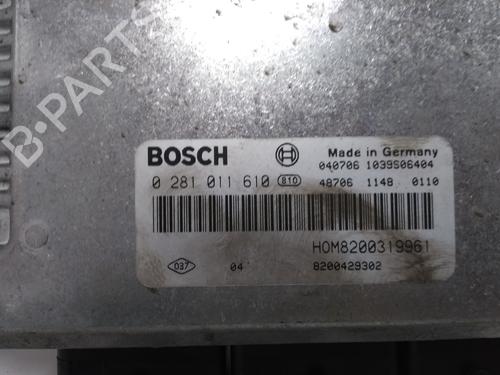 B-PARTS
BOSCH
Made in Germany
040706 1039S06404
0 281 011 610 810
48706 1148 0110
HOM8200319961
037 04 8200429302